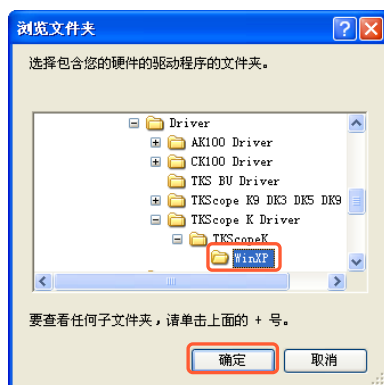 浏览文件夹
选择包含您的硬件的驱动程序的文件夹。
Driver
AK100 Driver
CK100 Driver
TKS BU Driver
TKScope K9 DK3 DK5 DK9
TKScope K Driver
TKScopeK
WinXP
要查看任何子文件夹，请单击上面的 + 号。
确定 取消